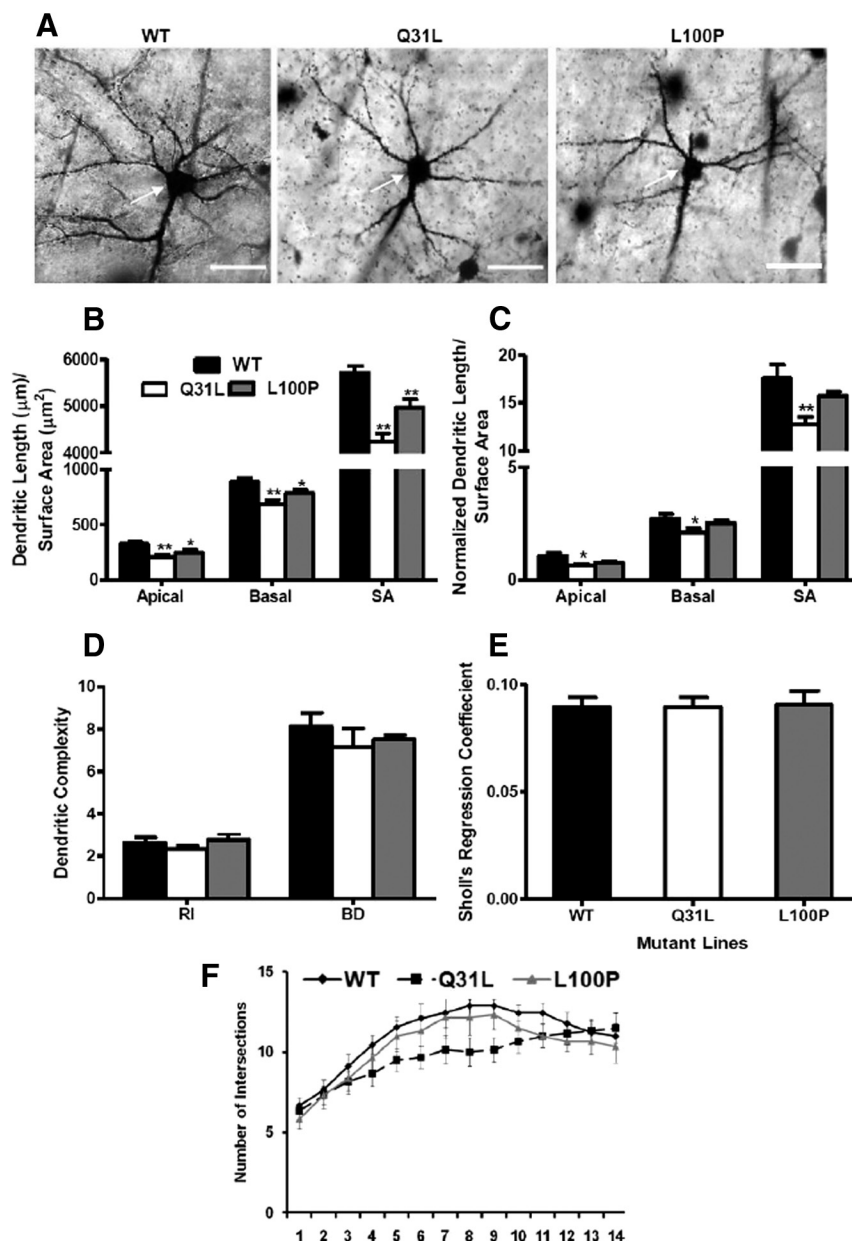 A
WT
Q31L
L100P
B
Dendritic Length (μm)/
Surface Area (μm²)
6000
5000
4000
1000
500
0
WT
Q31L
L100P
** *
** *
** **
Apical
Basal
SA
C
Normalized Dendritic Length/
Surface Area
20
15
10
5
0
*
*
**
Apical
Basal
SA
D
Dendritic Complexity
10
8
6
4
2
0
RI
BD
E
Sholl's Regression Coeffiecient
0.10
0.05
0.00
WT
Q31L
L100P
Mutant Lines
F
Number of Intersections
15
10
5
0
WT
Q31L
L100P
1 2 3 4 5 6 7 8 9 10 11 12 13 14